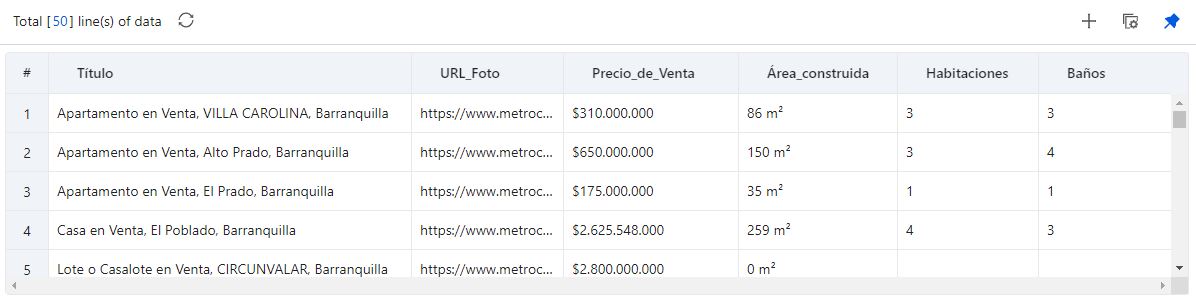 Total [50] line(s) of data
# Título URL_Foto Precio_de_Venta Área_construida Habitaciones Baños
1 Apartamento en Venta, VILLA CAROLINA, Barranquilla https://www.metroc... $310.000.000 86 m² 3 3
2 Apartamento en Venta, Alto Prado, Barranquilla https://www.metroc... $650.000.000 150 m² 3 4
3 Apartamento en Venta, El Prado, Barranquilla https://www.metroc... $175.000.000 35 m² 1 1
4 Casa en Venta, El Poblado, Barranquilla https://www.metroc... $2.625.548.000 259 m² 4 3
5 Lote o Casalote en Venta, CIRCUNVALAR, Barranquilla https://www.metroc... $2.800.000.000 0 m²